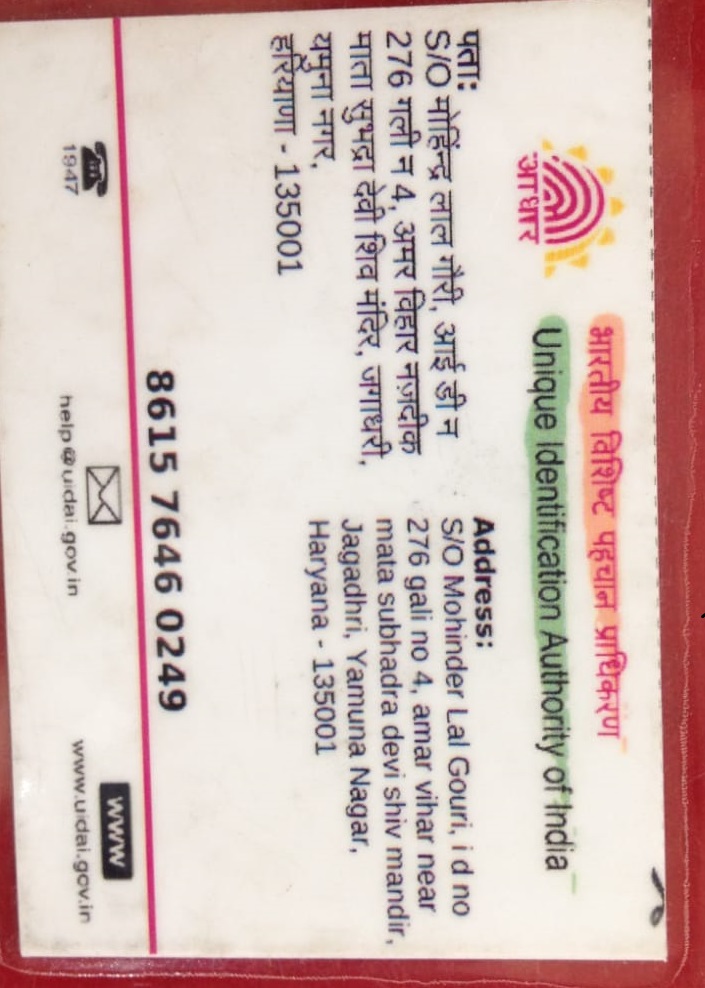 भारतीय विशिष्ट पहचान प्राधिकरण
Unique Identification Authority of India
आधार
पता:
S/O मोहिन्द्र लाल गौरी, आई डी न
276 गली न 4, अमर विहार नज़दीक
माता सुभद्रा देवी शिव मंदिर, जगाधरी,
यमुना नगर,
हरियाणा - 135001
Address:
S/O Mohinder Lal Gouri, i d no
276 gali no 4, amar vihar near
mata subhadra devi shiv mandir,
Jagadhri, Yamuna Nagar,
Haryana - 135001
8615 7646 0249
1947
help@uidai.gov.in
www
www.uidai.gov.in